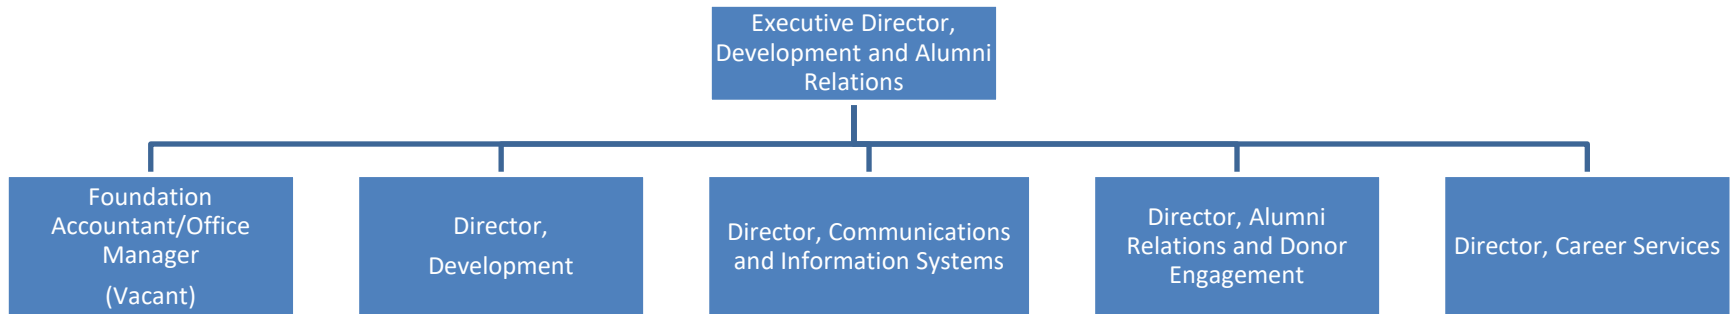 Executive Director,
Development and Alumni
Relations
Foundation
Accountant/Office
Manager
(Vacant)
Director,
Development
Director, Communications
and Information Systems
Director, Alumni
Relations and Donor
Engagement
Director, Career Services